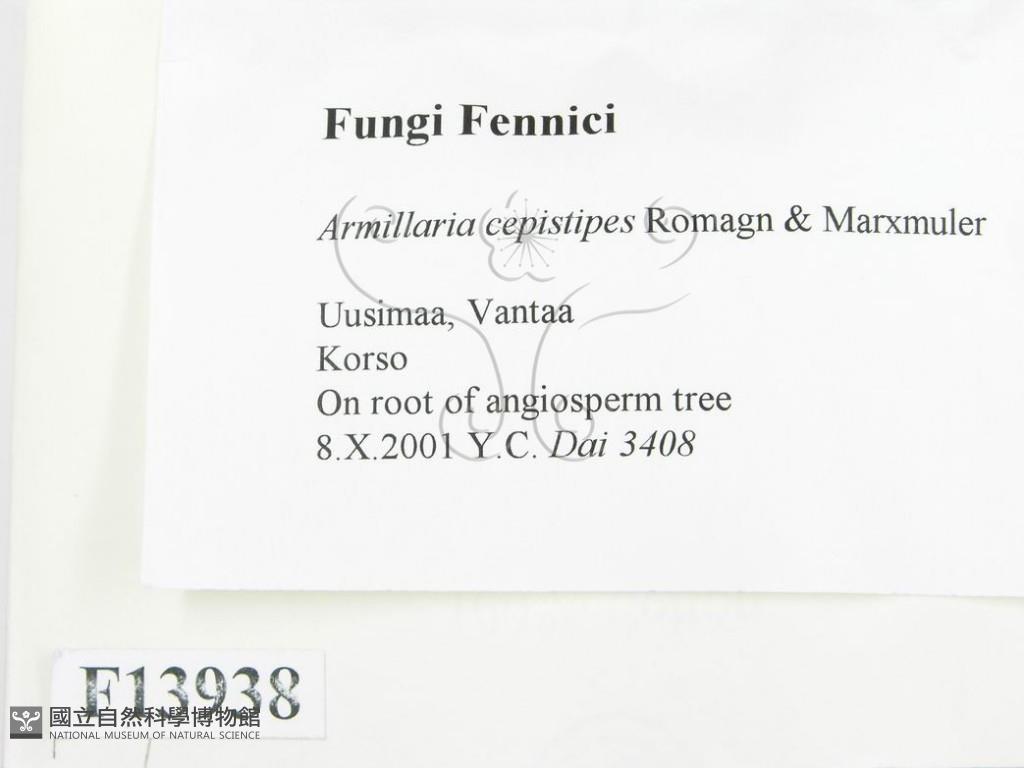 Fungi Fennici
Armillaria cepistipes Romagn & Marxmuler
Uusimaa, Vantaa
Korso
On root of angiosperm tree
8.X.2001 Y.C. Dai 3408
F13938
國立自然科學博物館
NATIONAL MUSEUM OF NATURAL SCIENCE